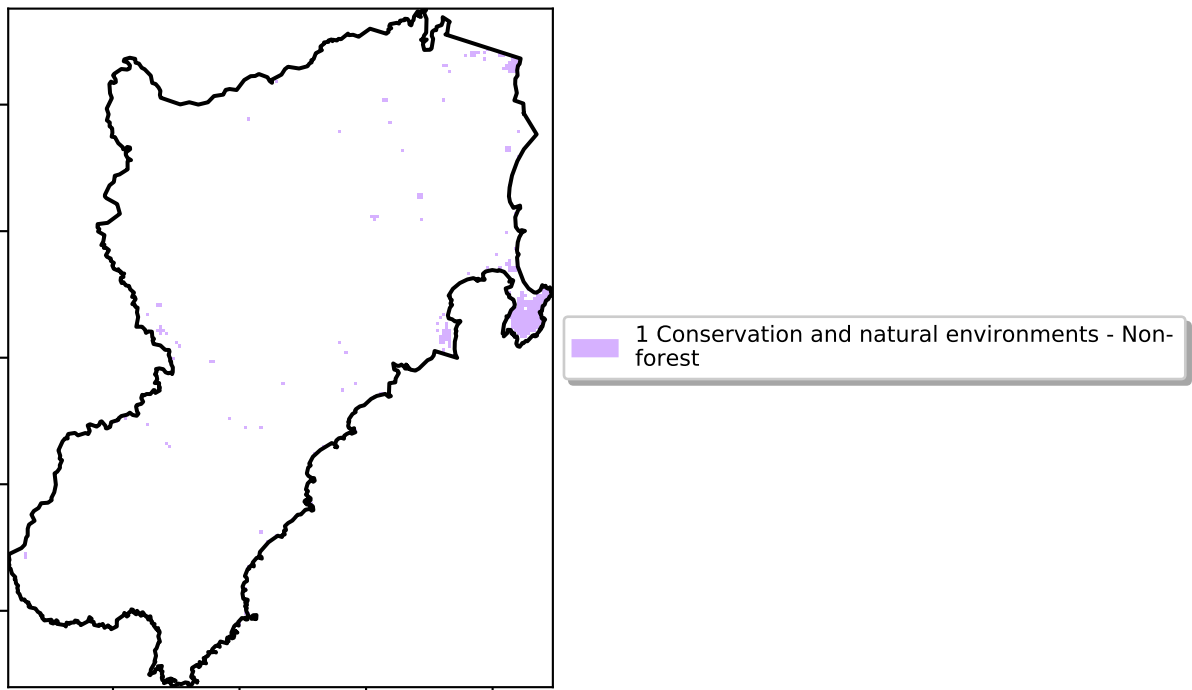 1 Conservation and natural environments - Non-
forest